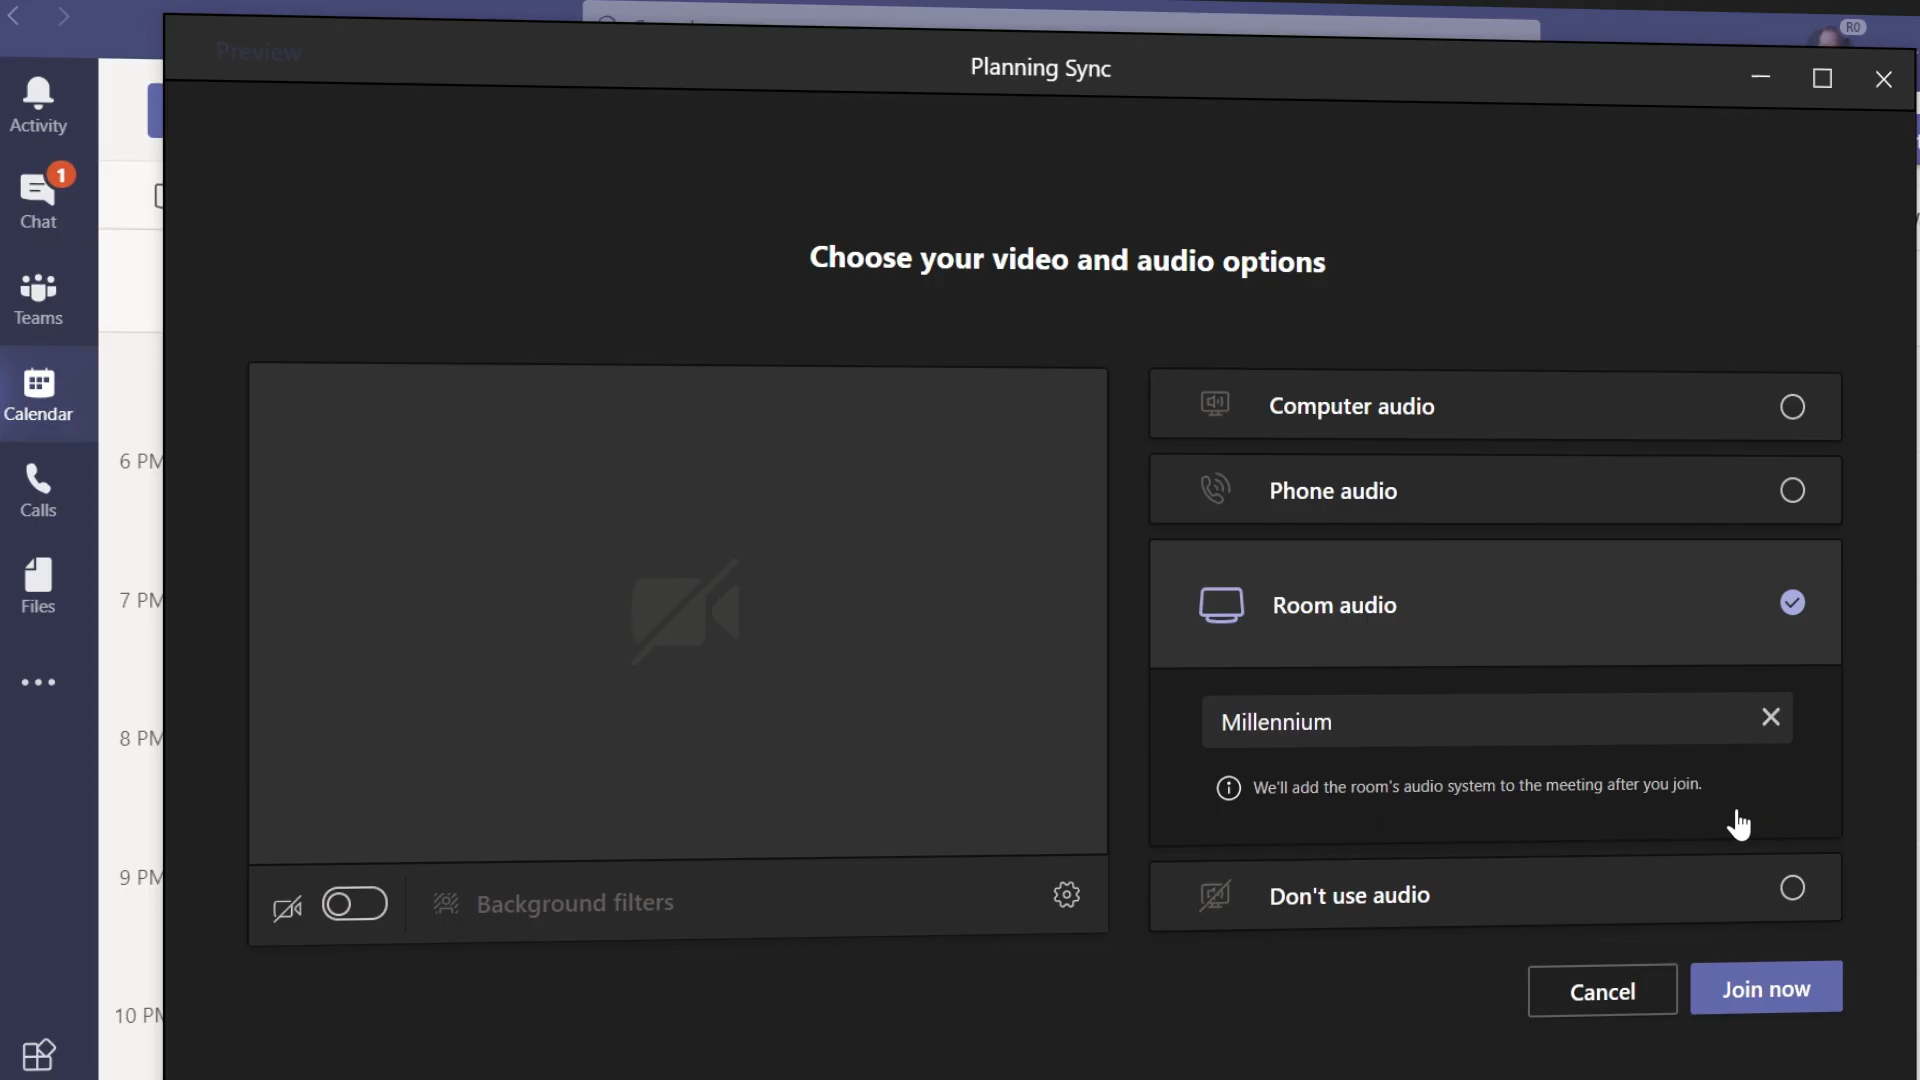 R0
Preview
Planning Sync
Activity
1
Chat
Teams
Calendar
Calls
Files
6 PM
7 PM
8 PM
9 PM
10 PM
Choose your video and audio options
Computer audio
Phone audio
Room audio
Millennium
We'll add the room's audio system to the meeting after you join.
Don't use audio
Background filters
Cancel
Join now